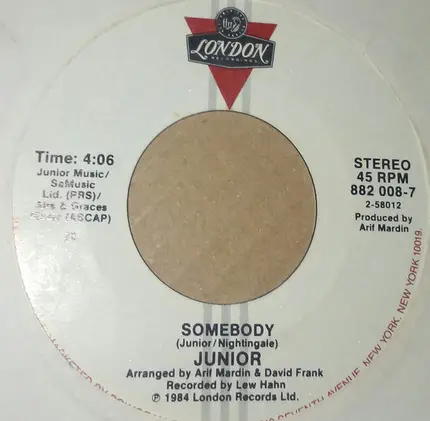 LONDON
RECORDINGS
Time: 4:06
Junior Music/
SaMusic
Ltd. (PRS)/
& Graces
(ASCAP)
STEREO
45 RPM
882 008-7
2-58012
Produced by
Arif Mardin
SOMEBODY
(Junior/Nightingale)
JUNIOR
Arranged by Arif Mardin & David Frank
Recorded by Lew Hahn
℗ 1984 London Records Ltd.
SEVENTH AVENUE, NEW YORK, NEW YORK 10019.